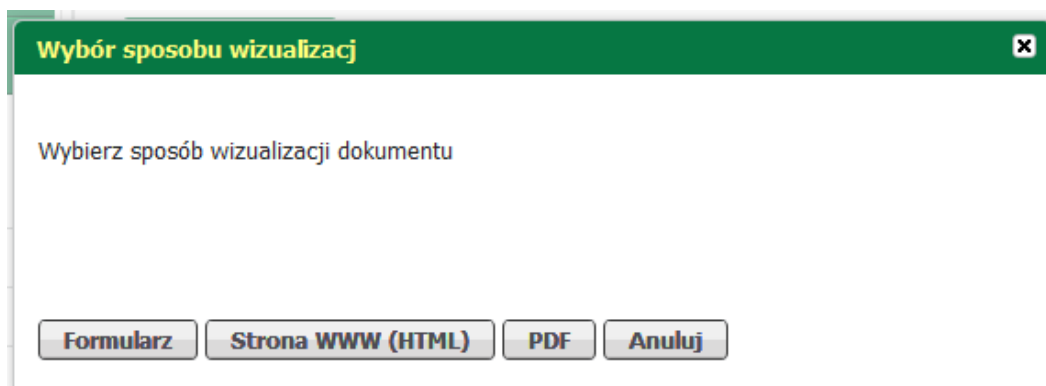 Wybór sposobu wizualizacj
Wybierz sposób wizualizacji dokumentu
Formularz Strona WWW (HTML) PDF Anuluj